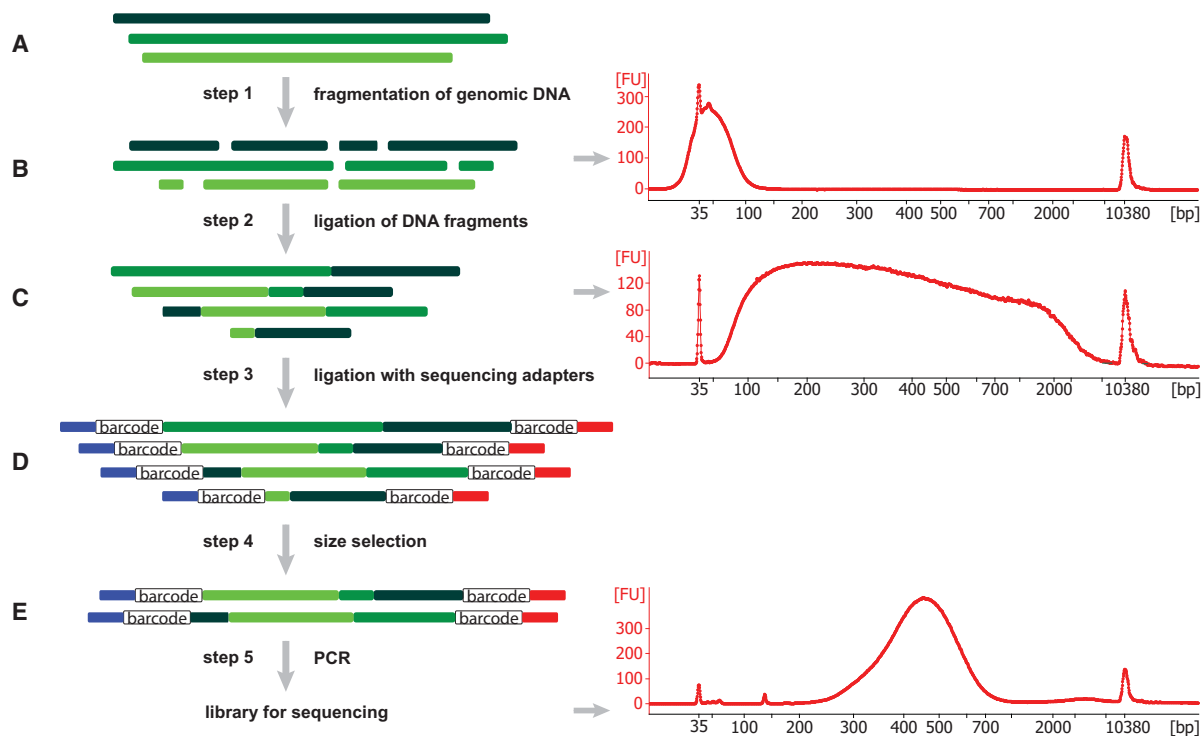 A
step 1 fragmentation of genomic DNA
B
step 2 ligation of DNA fragments
C
step 3 ligation with sequencing adapters
D
barcode barcode
barcode barcode
barcode barcode
barcode barcode
step 4 size selection
E
barcode barcode
barcode barcode
step 5 PCR
library for sequencing
[FU]
300
200
100
0
35 100 200 300 400 500 700 2000 10380 [bp]
[FU]
120
80
40
0
35 100 200 300 400 500 700 2000 10380 [bp]
[FU]
300
200
100
0
35 100 200 300 400 500 700 2000 10380 [bp]